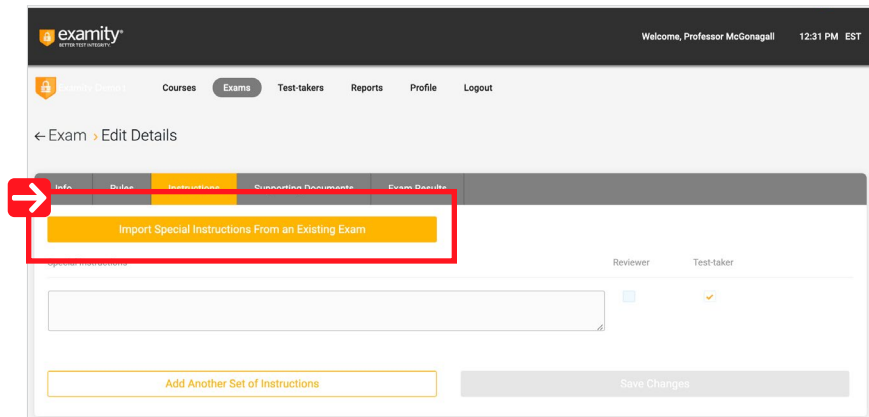 examity®
BETTER TEST INTEGRITY
Welcome, Professor McGonagall 12:31 PM EST
Courses Exams Test-takers Reports Profile Logout
←Exam › Edit Details
Info Rules Instructions Supporting Documents Exam Results
Import Special Instructions From an Existing Exam
Special Instructions Reviewer Test-taker
Add Another Set of Instructions Save Changes